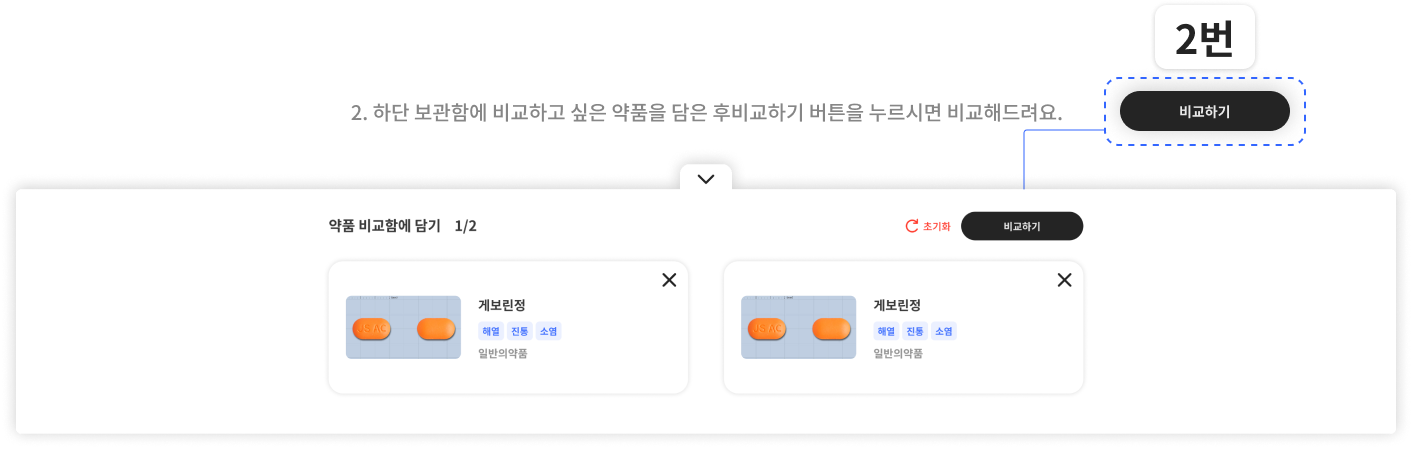 2번
2. 하단 보관함에 비교하고 싶은 약품을 담은 후비교하기 버튼을 누르시면 비교해드려요.
비교하기
약품 비교함에 담기 1/2
초기화
비교하기
게보린정
해열 진통 소염
일반의약품
게보린정
해열 진통 소염
일반의약품